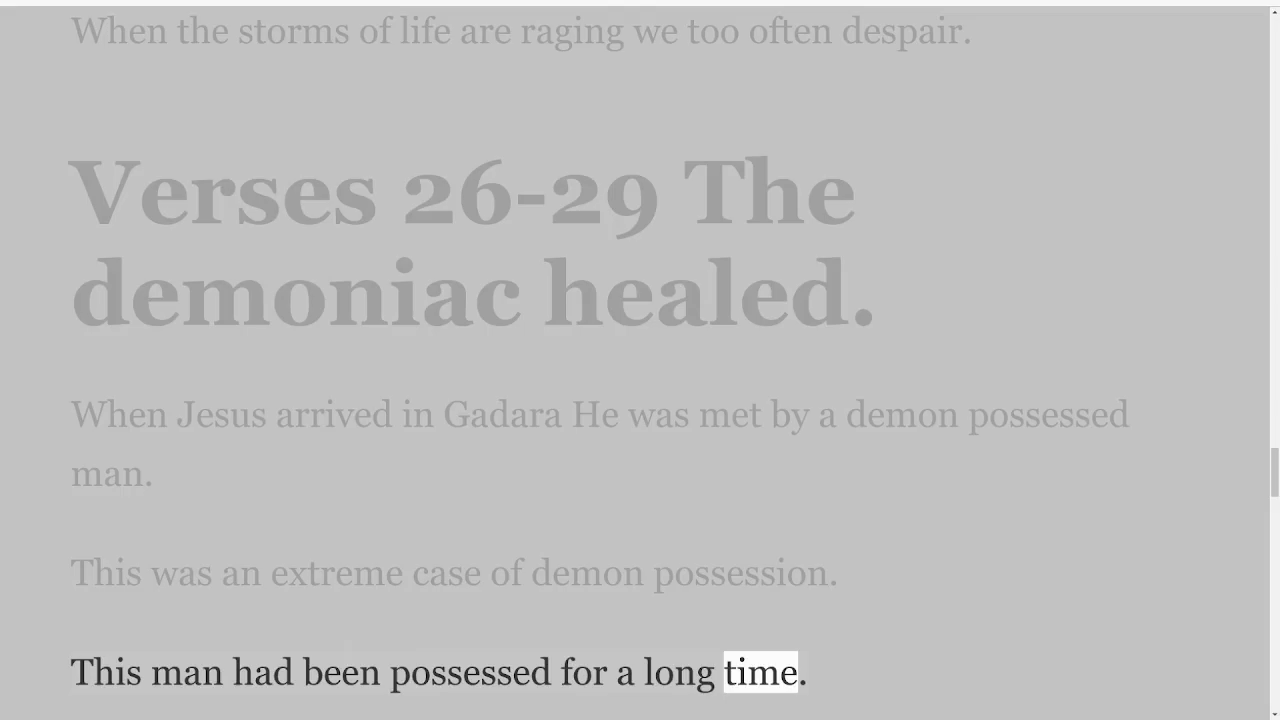 When the storms of life are raging we too often despair.
Verses 26-29 The
demoniac healed.
When Jesus arrived in Gadara He was met by a demon possessed
man.
This was an extreme case of demon possession.
This man had been possessed for a long time.